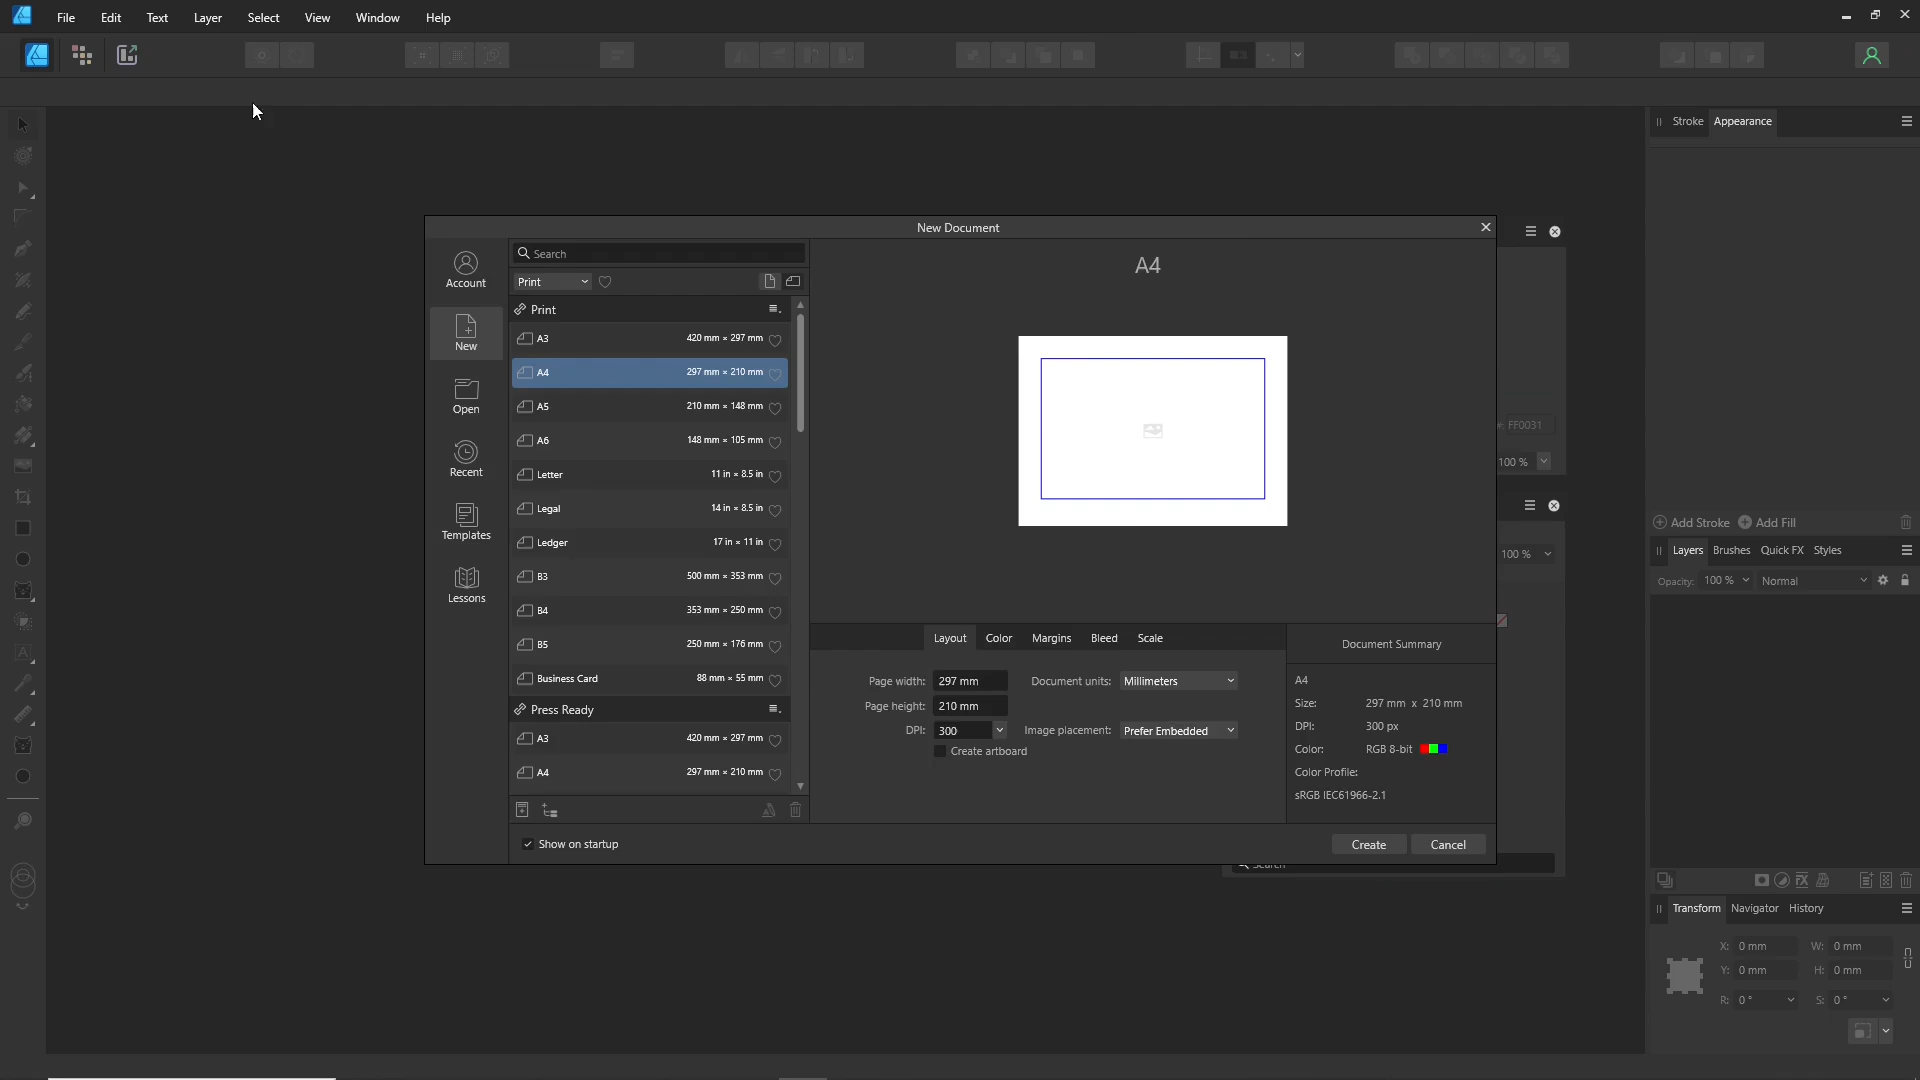 File Edit Text Layer Select View Window Help
Stroke Appearance
New Document
Account
New
Open
Recent
Templates
Lessons
Search
Print
Print
A3 420 mm × 297 mm
A4 297 mm × 210 mm
A5 210 mm × 148 mm
A6 148 mm × 105 mm
Letter 11 in × 8.5 in
Legal 14 in × 8.5 in
Ledger 17 in × 11 in
B3 500 mm × 353 mm
B4 353 mm × 250 mm
B5 250 mm × 176 mm
Business Card 88 mm × 55 mm
Press Ready
A3 420 mm × 297 mm
A4 297 mm × 210 mm
Show on startup
A4
Layout Color Margins Bleed Scale
Page width: 297 mm Document units: Millimeters
Page height: 210 mm
DPI: 300 Image placement: Prefer Embedded
Create artboard
Document Summary
A4
Size: 297 mm x 210 mm
DPI: 300 px
Color: RGB 8-bit
Color Profile:
sRGB IEC61966-2.1
Create Cancel
#: FF0031
100 %
100 %
Search
Add Stroke Add Fill
Layers Brushes Quick FX Styles
Opacity: 100 % Normal
Transform Navigator History
X: 0 mm W: 0 mm
Y: 0 mm H: 0 mm
R: 0 ° S: 0 °